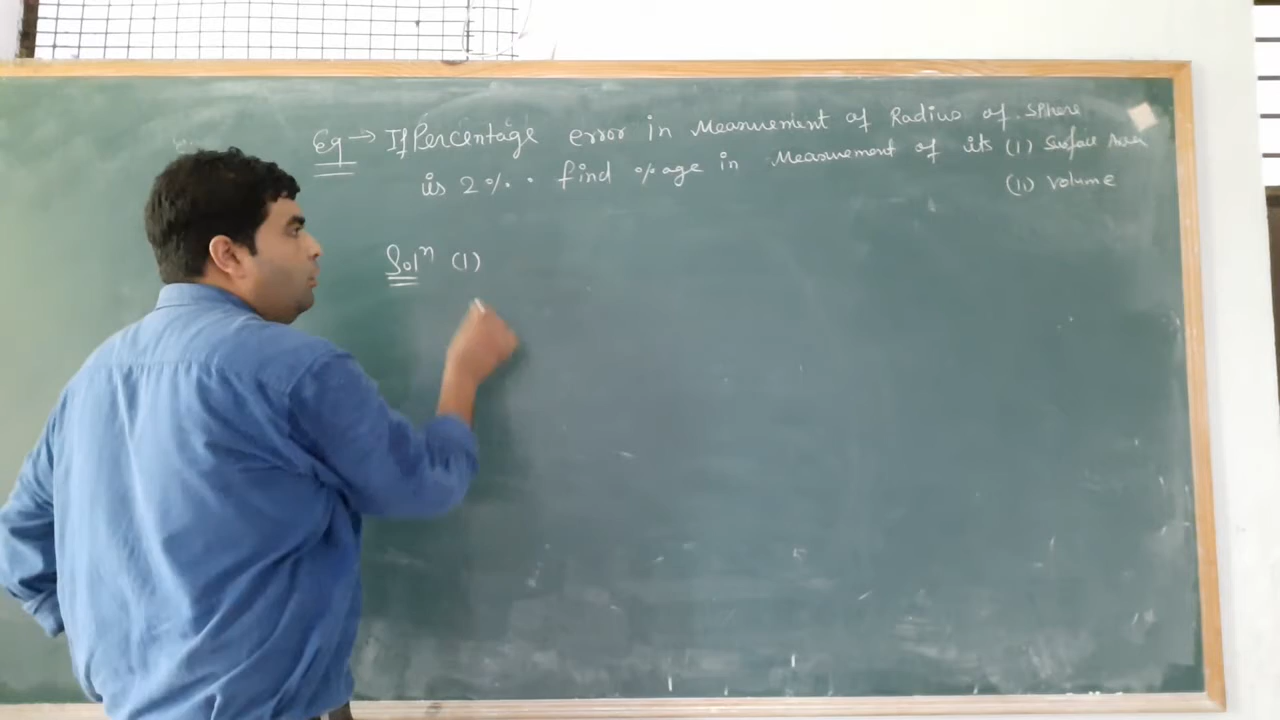 Eg → If Percentage error in Measurement of Radius of Sphere
is 2%. find %age in Measurement of its (1) Surface Area
(11) Volume
Solⁿ (1)